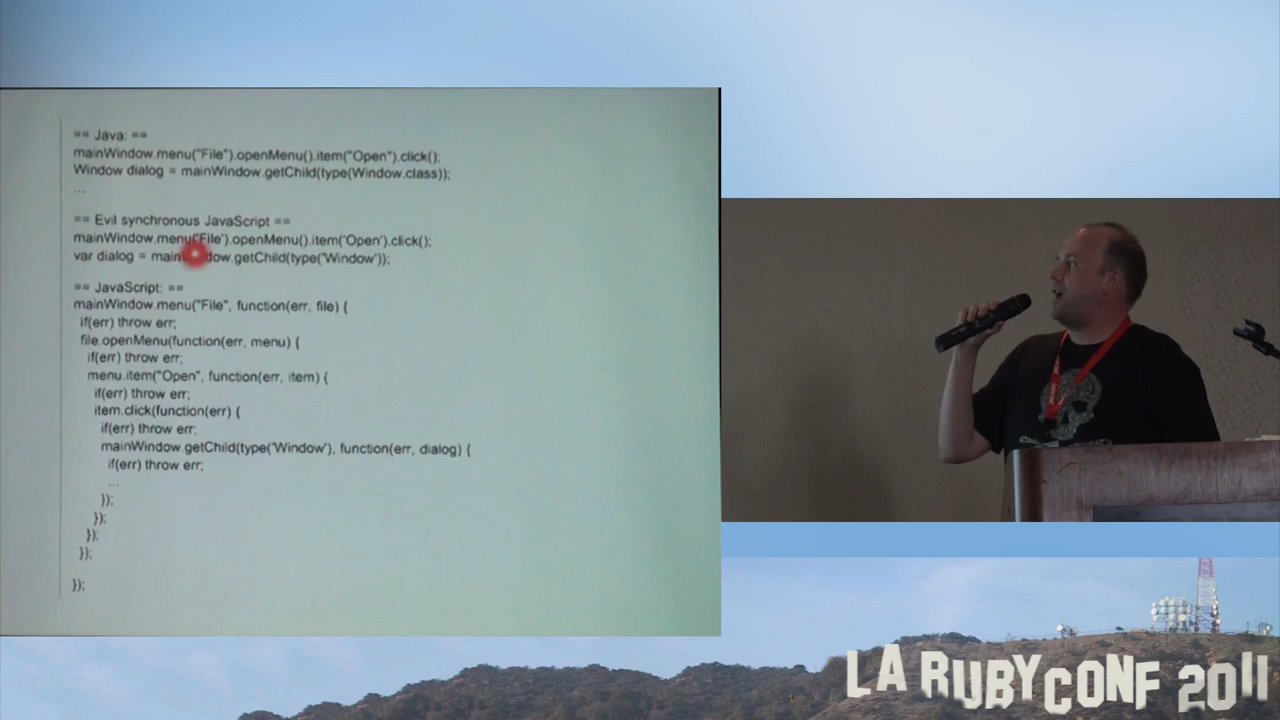 == Java: ==
mainWindow.menu("File").openMenu().item("Open").click();
Window dialog = mainWindow.getChild(type(Window.class));
...
== Evil synchronous JavaScript ==
mainWindow.menu('File').openMenu().item('Open').click();
var dialog = mainWindow.getChild(type('Window'));
== JavaScript: ==
mainWindow.menu("File", function(err, file) {
if(err) throw err;
file.openMenu(function(err, menu) {
if(err) throw err;
menu.item("Open", function(err, item) {
if(err) throw err;
item.click(function(err) {
if(err) throw err;
mainWindow.getChild(type('Window'), function(err, dialog) {
if(err) throw err;
...
});
});
});
});
});
LA RUBYCONF 2011